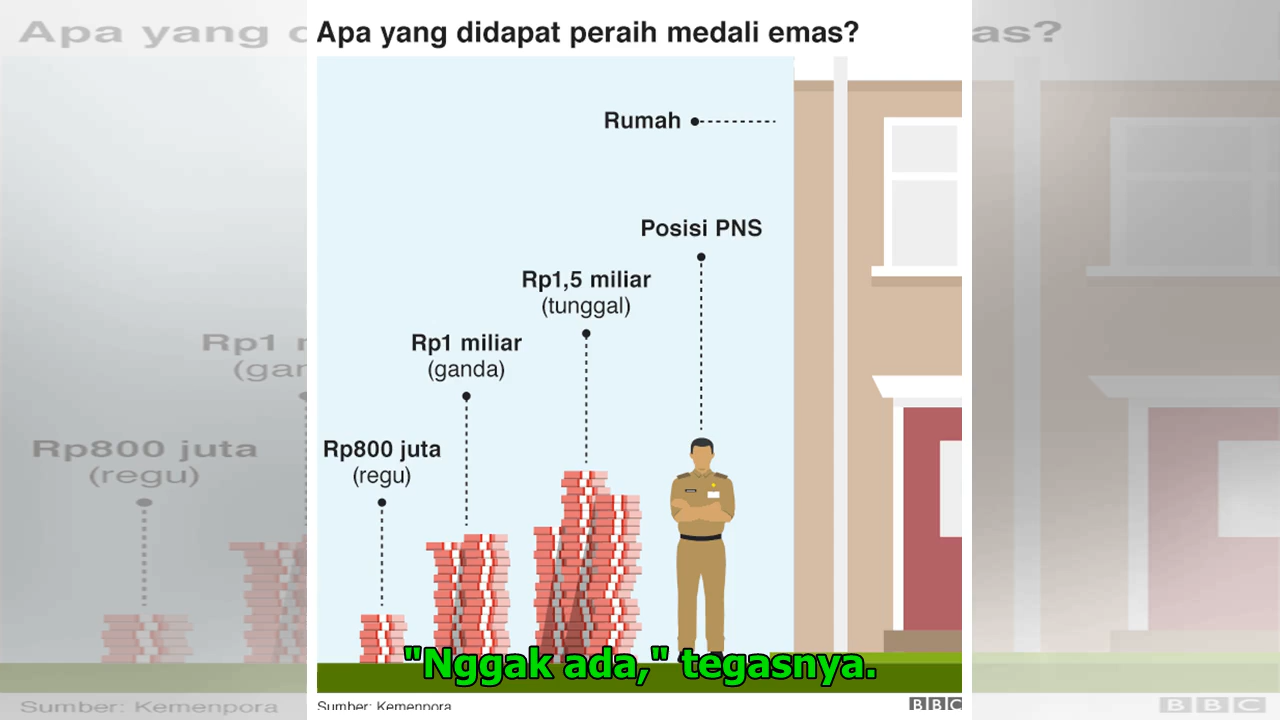 Apa yang didapat peraih medali emas?
Rumah
Posisi PNS
Rp1,5 miliar
(tunggal)
Rp1 miliar
(ganda)
Rp800 juta
(regu)
"Nggak ada," tegasnya.
Sumber: Kemenpora
BBC